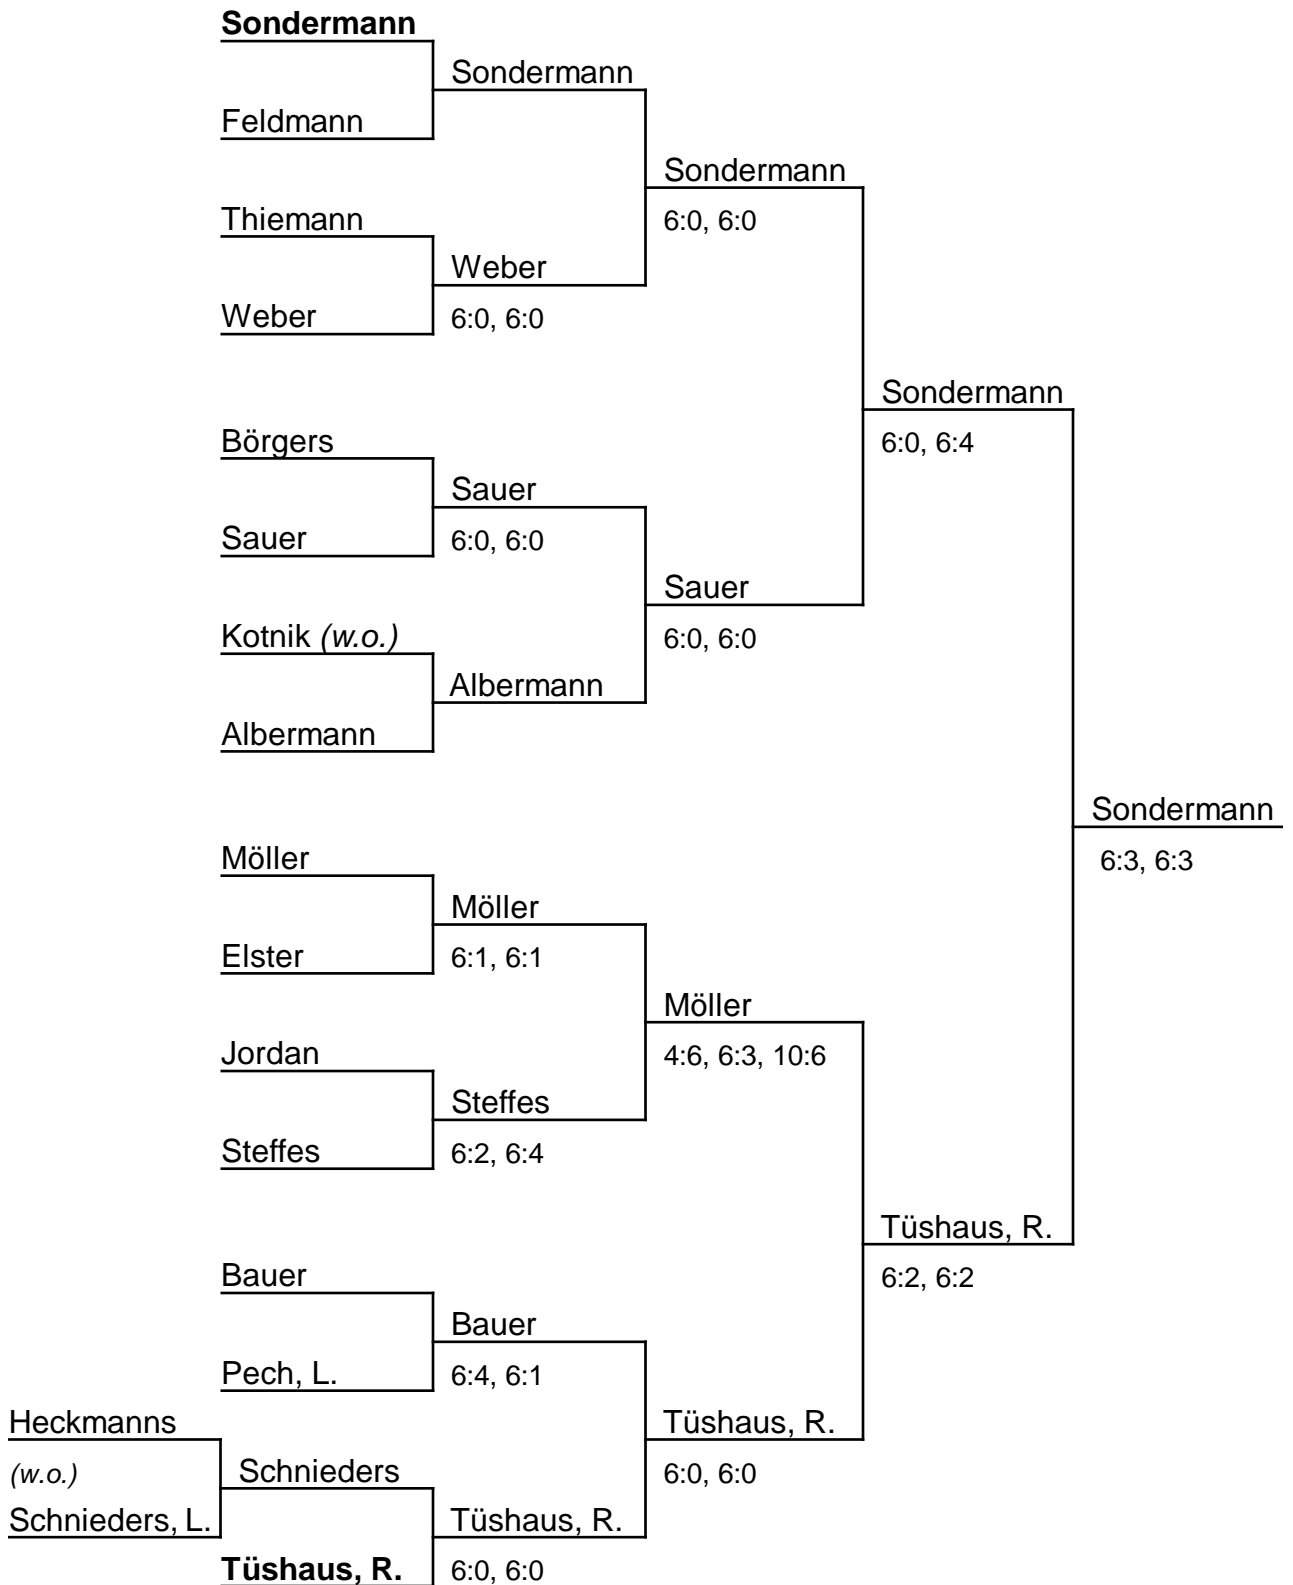 Sondermann
Sondermann
Feldmann
Sondermann
Thiemann
6:0, 6:0
Weber
Weber
6:0, 6:0
Sondermann
Börgers
6:0, 6:4
Sauer
Sauer
6:0, 6:0
Sauer
Kotnik (w.o.)
6:0, 6:0
Albermann
Albermann
Sondermann
Möller
6:3, 6:3
Möller
Elster
6:1, 6:1
Möller
Jordan
4:6, 6:3, 10:6
Steffes
Steffes
6:2, 6:4
Tüshaus, R.
Bauer
6:2, 6:2
Bauer
Pech, L.
6:4, 6:1
Heckmanns
Tüshaus, R.
(w.o.)
Schnieders
6:0, 6:0
Schnieders, L.
Tüshaus, R.
Tüshaus, R.
6:0, 6:0